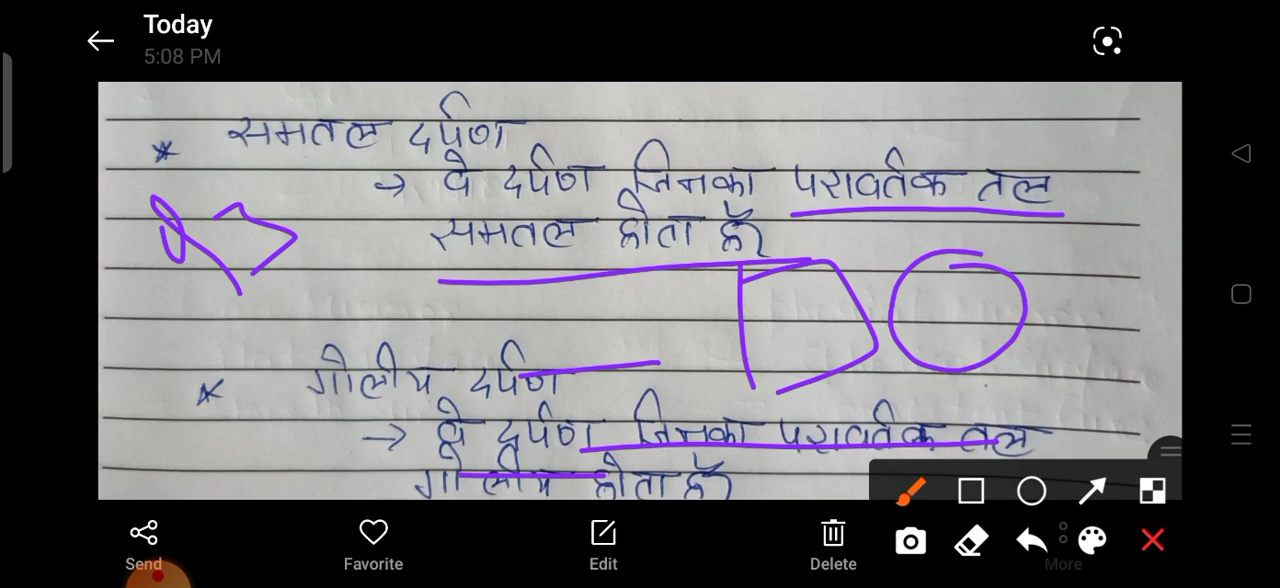 Today
5:08 PM
* समतल दर्पण
→ वे दर्पण जिनका परावर्तक तल
समतल होता है
* गोलीय दर्पण
→ वे दर्पण जिनका परावर्तक तल
गोलीय होता है
Send
Favorite
Edit
Delete
More